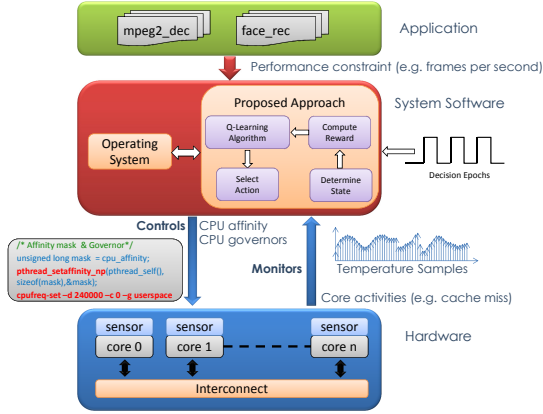 mpeg2_dec
face_rec
Application
Performance constraint (e.g. frames per second)
Proposed Approach
System Software
Q-Learning
Algorithm
Compute
Reward
Operating
System
Select
Action
Determine
State
Decision Epochs
Controls
CPU affinity
CPU governors
/* Affinity mask & Governor*/
unsigned long mask = cpu_affinity;
pthread_setaffinity_np(pthread_self(),
sizeof(mask),&mask);
cpufreq-set –d 240000 –c 0 –g userspace
Monitors
Temperature Samples
Core activities (e.g. cache miss)
sensor
sensor
sensor
Hardware
core 0
core 1
core n
Interconnect